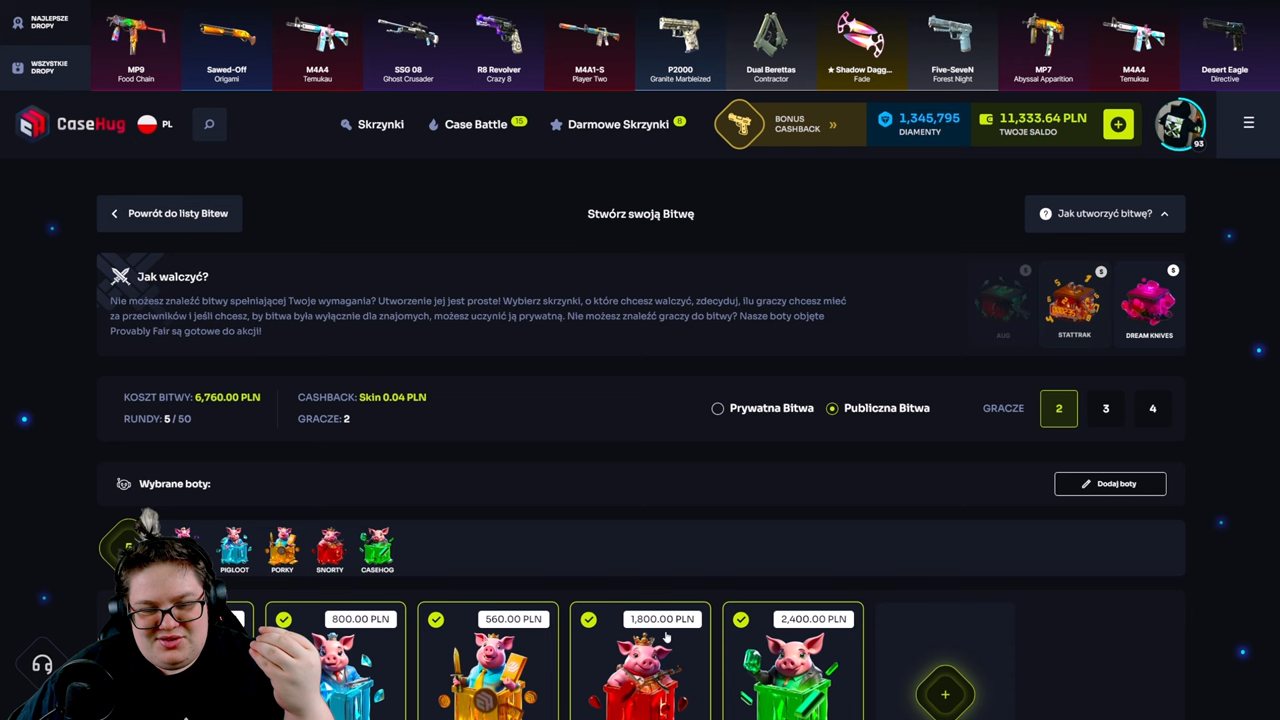 NAJLEPSZE
DROPY
WSZYSTKIE
DROPY
MP9
Food Chain
Sawed-Off
Origami
M4A4
Temukau
SSG 08
Ghost Crusader
R8 Revolver
Crazy 8
M4A1-S
Player Two
P2000
Granite Marbleized
Dual Berettas
Contractor
★ Shadow Dagg...
Fade
Five-SeveN
Forest Night
MP7
Abyssal Apparition
M4A4
Temukau
Desert Eagle
Directive
CaseHug
PL
Skrzynki
Case Battle 15
Darmowe Skrzynki 8
BONUS
CASHBACK
1,345,795
DIAMENTY
11,333.64 PLN
TWOJE SALDO
93
Powrót do listy Bitew
Stwórz swoją Bitwę
Jak utworzyć bitwę?
Jak walczyć?
Nie możesz znaleźć bitwy spełniającej Twoje wymagania? Utworzenie jej jest proste! Wybierz skrzynki, o które chcesz walczyć, zdecyduj, ilu graczy chcesz mieć
za przeciwników i jeśli chcesz, by bitwa była wyłącznie dla znajomych, możesz uczynić ją prywatną. Nie możesz znaleźć graczy do bitwy? Nasze boty objęte
Provably Fair są gotowe do akcji!
AUG
STATTRAK
DREAM KNIVES
KOSZT BITWY: 6,760.00 PLN
RUNDY: 5 / 50
CASHBACK: Skin 0.04 PLN
GRACZE: 2
Prywatna Bitwa
Publiczna Bitwa
GRACZE
2
3
4
Wybrane boty:
Dodaj boty
PIGLOOT
PORKY
SNORTY
CASEHOG
800.00 PLN
560.00 PLN
1,800.00 PLN
2,400.00 PLN